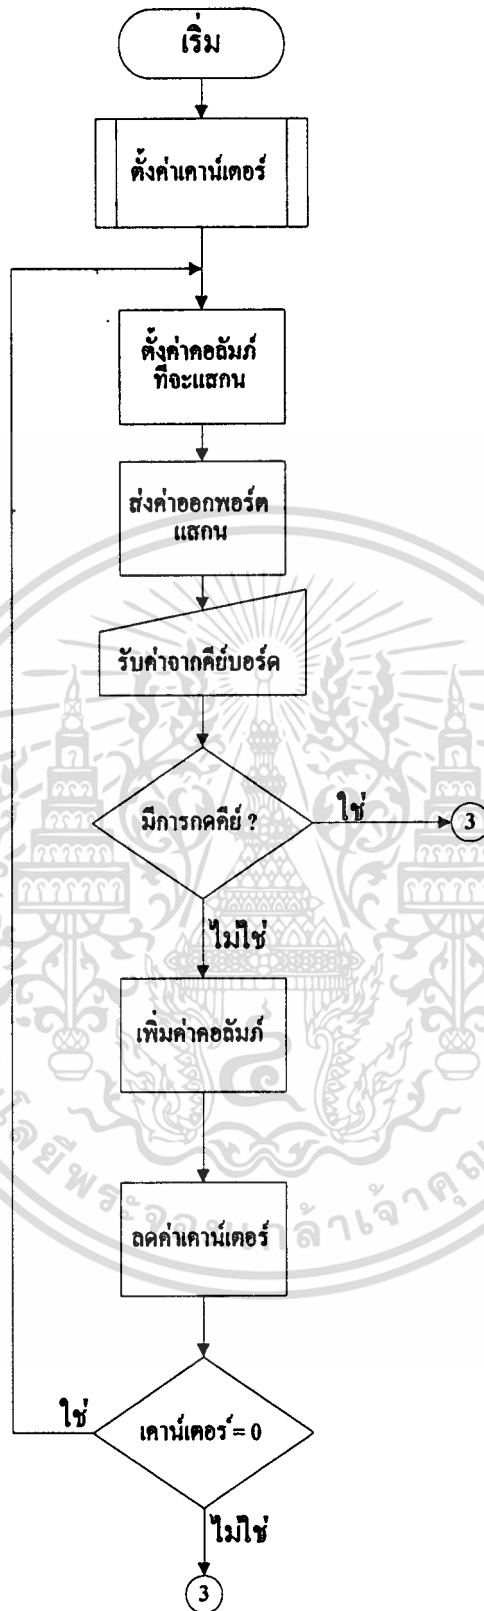 เริ่ม
ตั้งค่าเคาน์เตอร์
ตั้งค่าคอลัมภ์
ที่จะแสกน
ส่งค่าออกพอร์ต
แสกน
รับค่าจากคีย์บอร์ด
มีการกดคีย์ ?
ใช่
3
ไม่ใช่
เพิ่มค่าคอลัมภ์
ลดค่าเคาน์เตอร์
ใช่
เคาน์เตอร์ = 0
ไม่ใช่
3